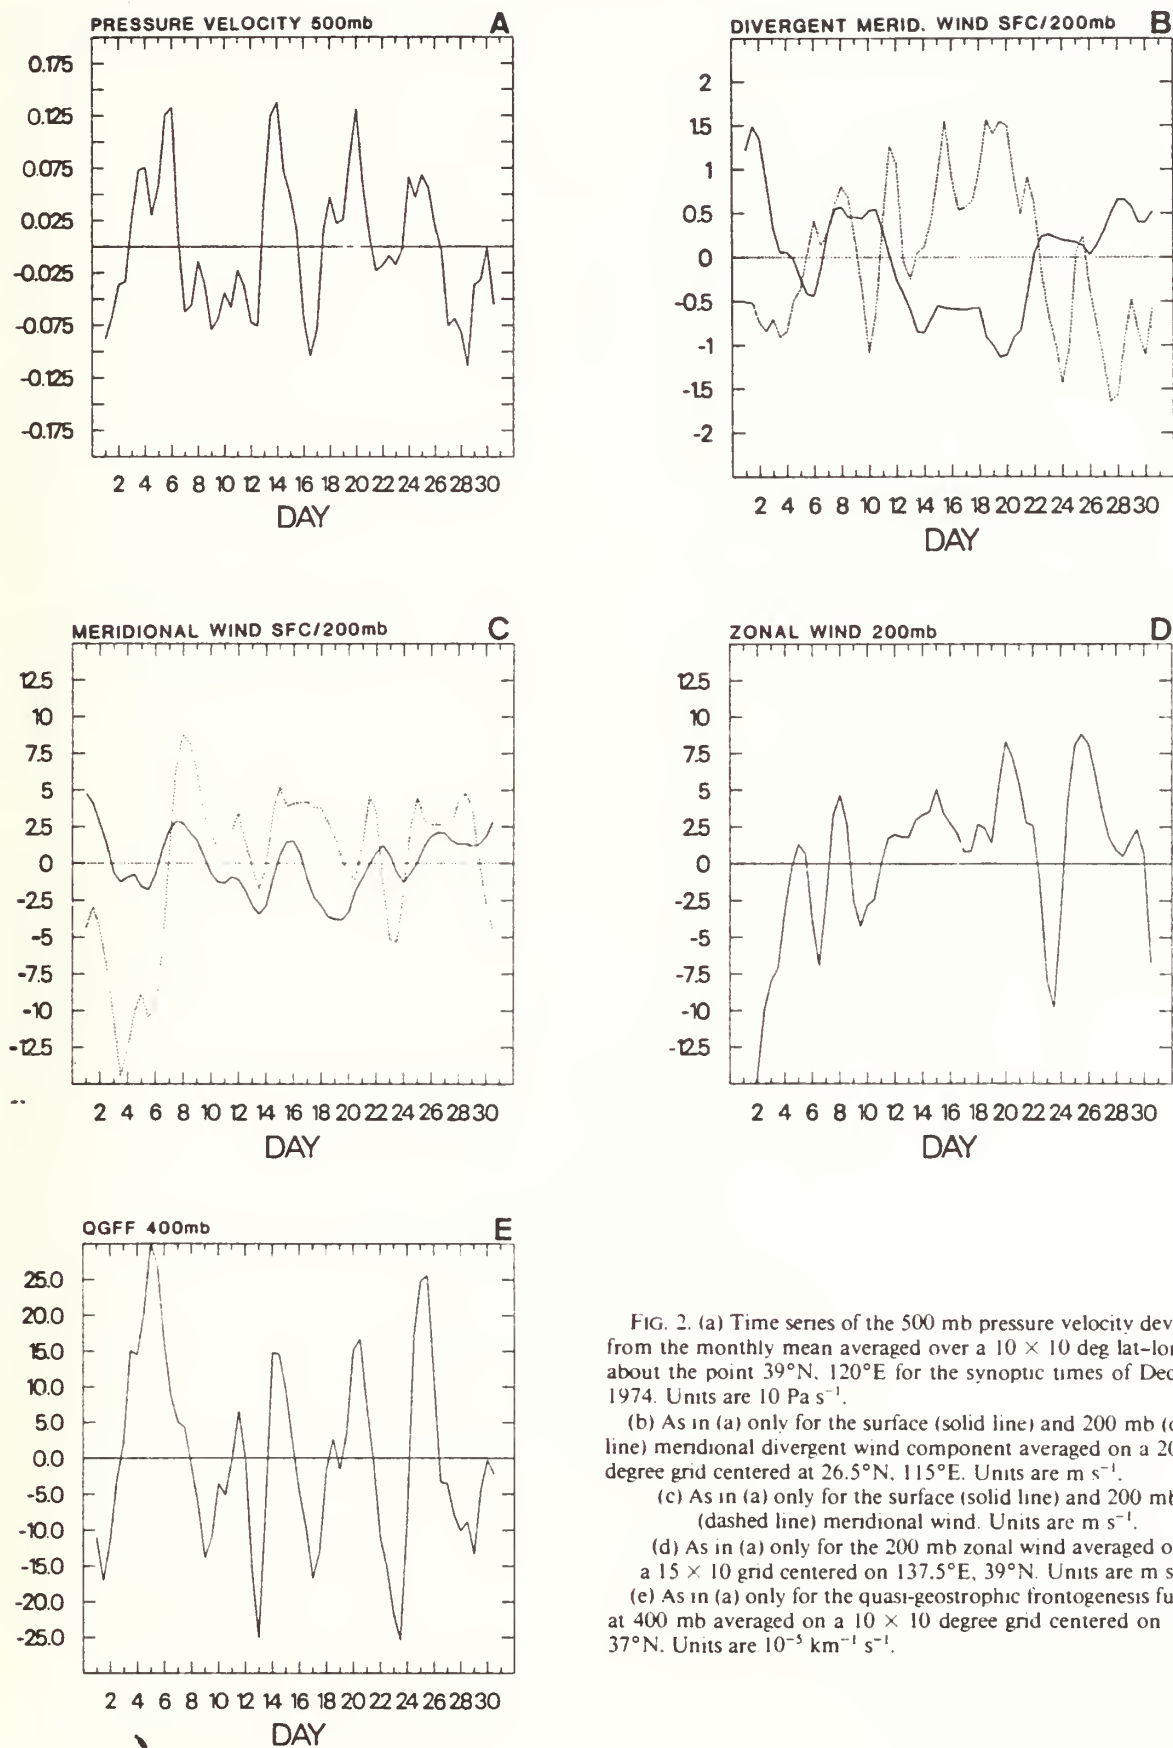 PRESSURE VELOCITY 500mb A
0.175
0.125
0.075
0.025
-0.025
-0.075
-0.125
-0.175
2 4 6 8 10 12 14 16 18 20 22 24 26 28 30
DAY
DIVERGENT MERID. WIND SFC/200mb B
2
1.5
1
0.5
0
-0.5
-1
-1.5
-2
2 4 6 8 10 12 14 16 18 20 22 24 26 28 30
DAY
MERIDIONAL WIND SFC/200mb C
12.5
10
7.5
5
2.5
0
-2.5
-5
-7.5
-10
-12.5
2 4 6 8 10 12 14 16 18 20 22 24 26 28 30
DAY
ZONAL WIND 200mb D
12.5
10
7.5
5
2.5
0
-2.5
-5
-7.5
-10
-12.5
2 4 6 8 10 12 14 16 18 20 22 24 26 28 30
DAY
QGFF 400mb E
25.0
20.0
15.0
10.0
5.0
0.0
-5.0
-10.0
-15.0
-20.0
-25.0
2 4 6 8 10 12 14 16 18 20 22 24 26 28 30
DAY
FIG. 2. (a) Time series of the 500 mb pressure velocity dev
from the monthly mean averaged over a 10 × 10 deg lat–lon
about the point 39°N, 120°E for the synoptic times of Dec
1974. Units are 10 Pa s⁻¹.
(b) As in (a) only for the surface (solid line) and 200 mb (d
line) meridional divergent wind component averaged on a 20
degree grid centered at 26.5°N, 115°E. Units are m s⁻¹.
(c) As in (a) only for the surface (solid line) and 200 mb
(dashed line) meridional wind. Units are m s⁻¹.
(d) As in (a) only for the 200 mb zonal wind averaged o
a 15 × 10 grid centered on 137.5°E, 39°N. Units are m s
(e) As in (a) only for the quasi-geostrophic frontogenesis fu
at 400 mb averaged on a 10 × 10 degree grid centered on
37°N. Units are 10⁻⁵ km⁻¹ s⁻¹.